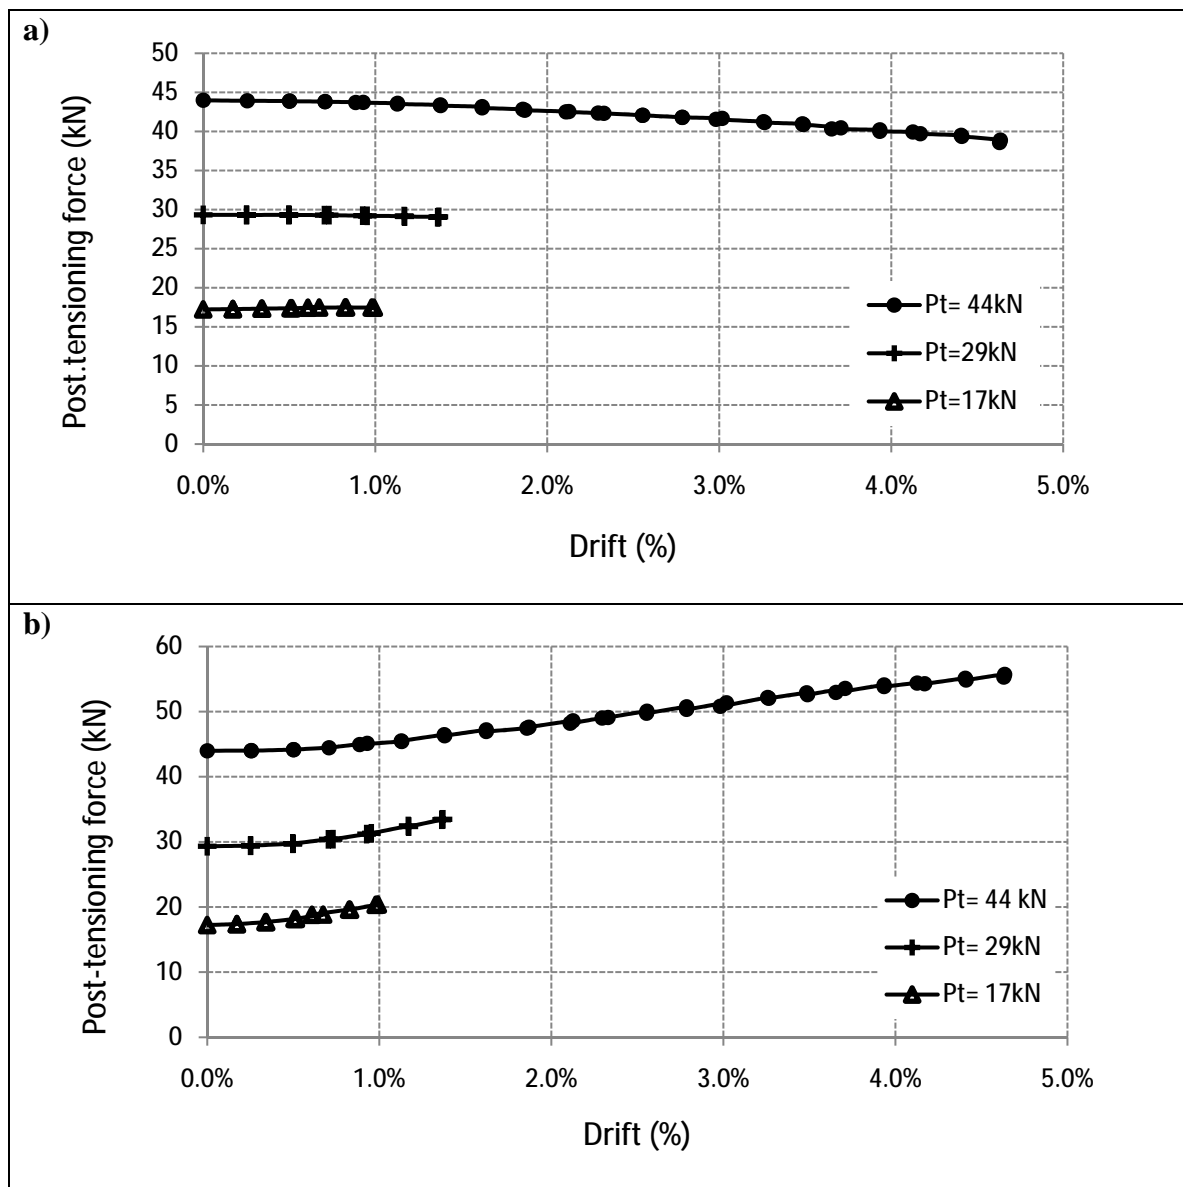 a)
50
45
40
35
30
25
20
15
10
5
0
Post.tensioning force (kN)
Pt= 44kN
Pt=29kN
Pt=17kN
0.0% 1.0% 2.0% 3.0% 4.0% 5.0%
Drift (%)
b)
60
50
40
30
20
10
0
Post-tensioning force (kN)
Pt= 44 kN
Pt= 29kN
Pt= 17kN
0.0% 1.0% 2.0% 3.0% 4.0% 5.0%
Drift (%)